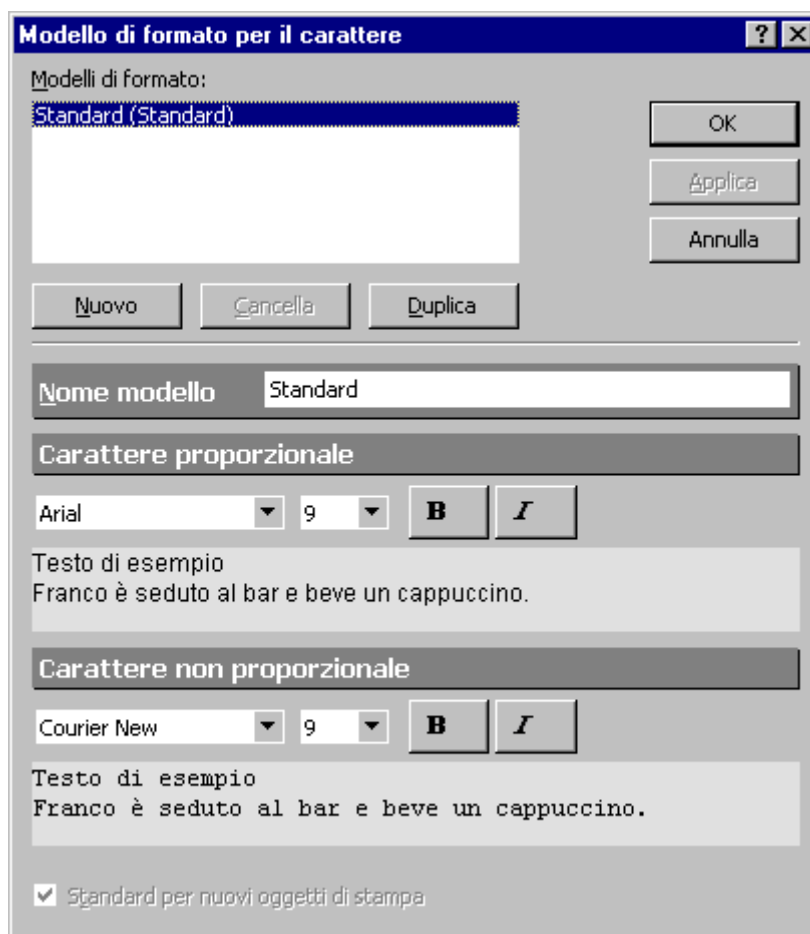 Modello di formato per il carattere
Modelli di formato:
Standard (Standard)
OK
Applica
Annulla
Nuovo Cancella Duplica
Nome modello Standard
Carattere proporzionale
Arial 9 B I
Testo di esempio
Franco è seduto al bar e beve un cappuccino.
Carattere non proporzionale
Courier New 9 B I
Testo di esempio
Franco è seduto al bar e beve un cappuccino.
Standard per nuovi oggetti di stampa